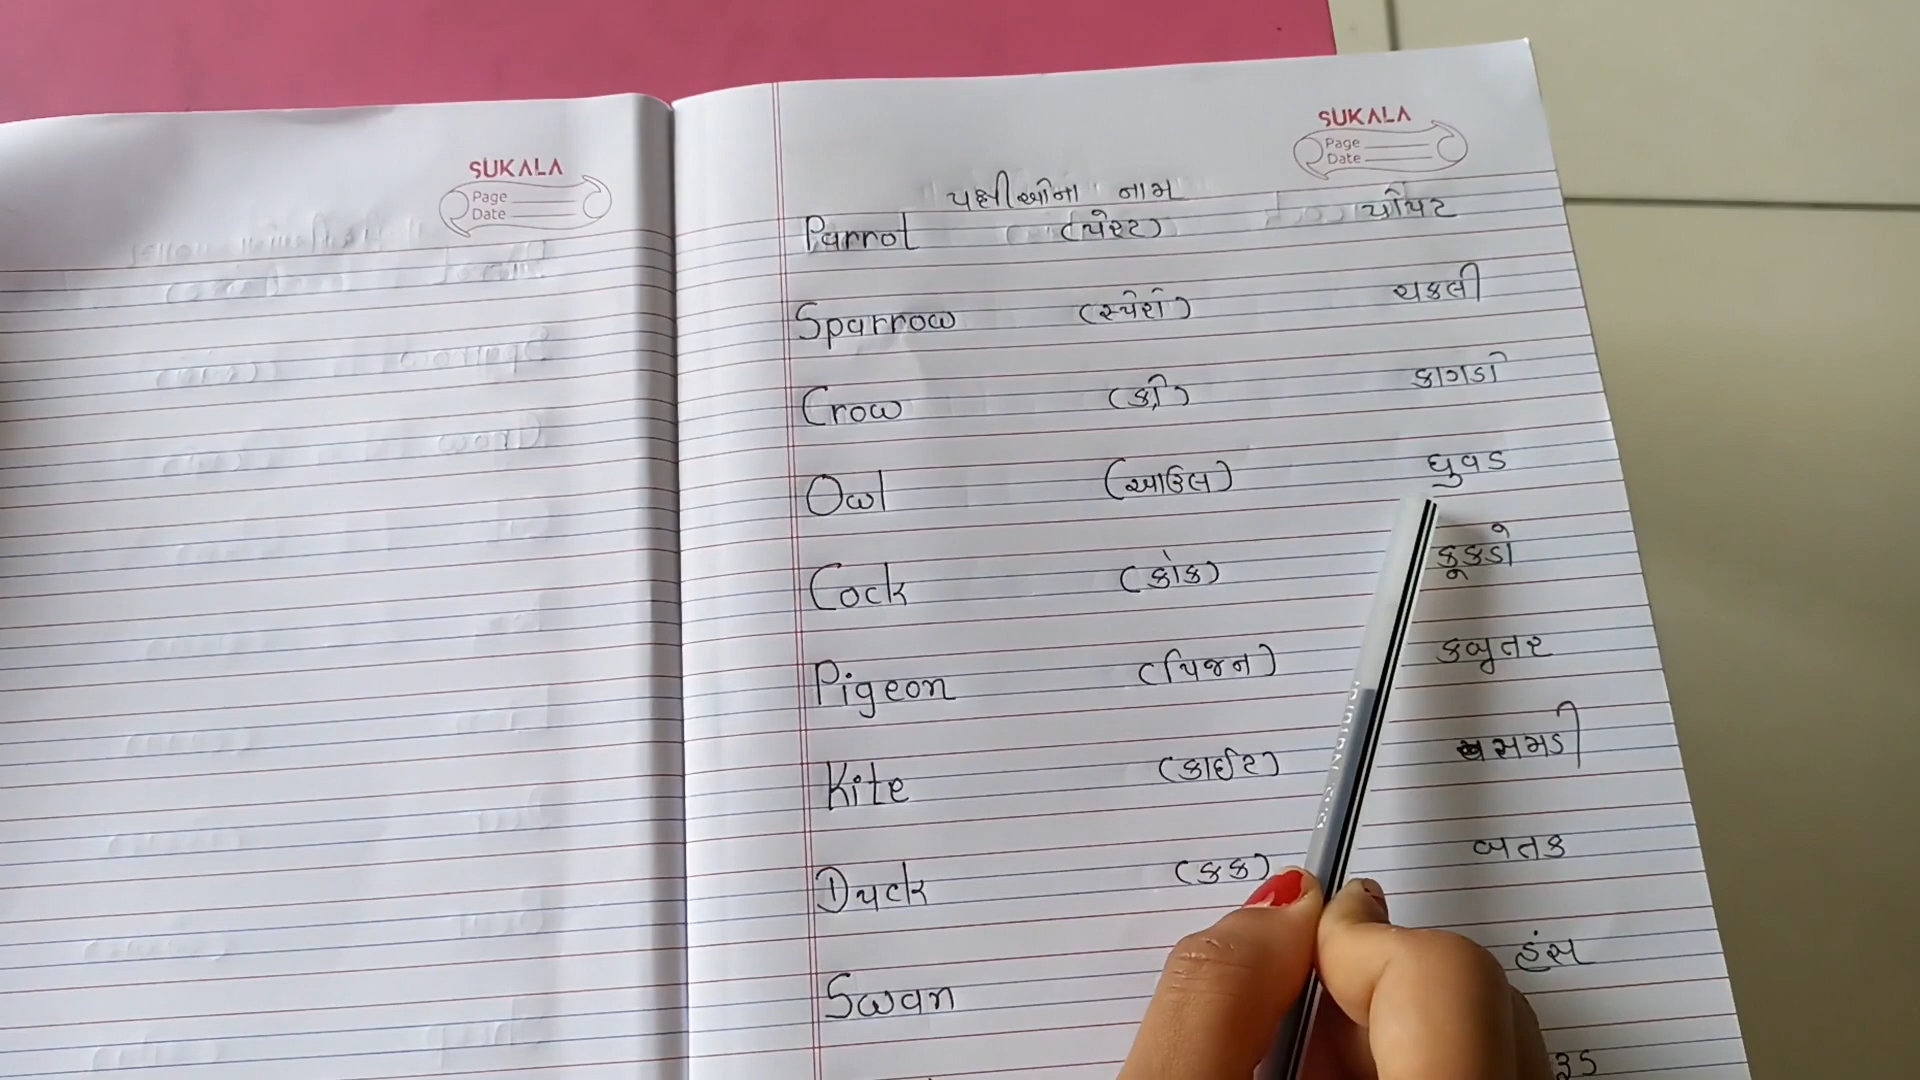 SUKALA
Page
Date
SUKALA
Page
Date
પક્ષીઓના નામ
Parrot (પેરટ) પોપટ
Sparrow (સ્પેરો) ચકલી
Crow (ક્રો) કાગડો
Owl (આઉલ) ઘુવડ
Cock (કોક) કૂકડો
Pigeon (પિજન) કબુતર
Kite (કાઈટ) સમડી
Duck (કક) બતક
Swan હંસ